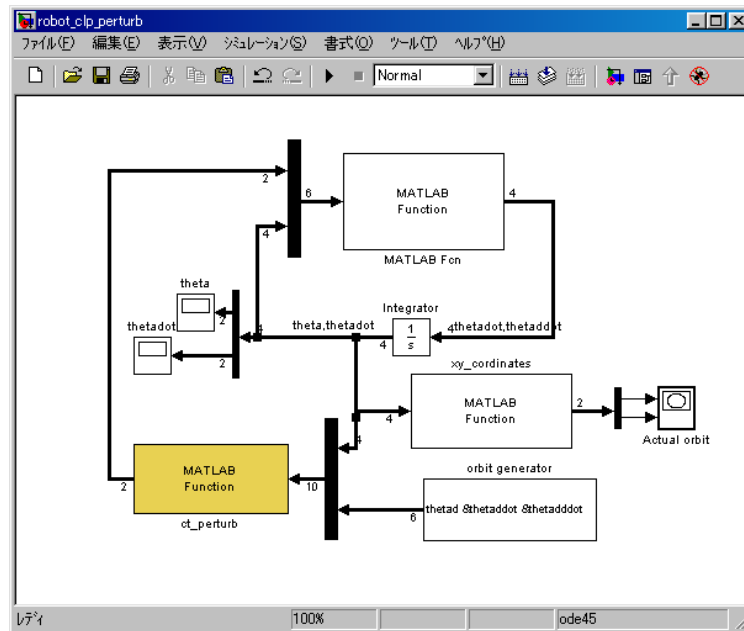 robot_clp_perturb
ファイル(F) 編集(E) 表示(V) シミュレーション(S) 書式(O) ツール(T) ヘルプ(H)
Normal
2
6
MATLAB
Function
4
4
MATLAB Fcn
theta
Integrator
2
thetadot
4
theta,thetadot
1
s
4
4
thetadot,thetaddot
2
xy_cordinates
MATLAB
Function
4
2
Actual orbit
4
MATLAB
Function
2
10
ct_perturb
orbit generator
thetad &thetaddot &thetadddot
6
レディ
100%
ode45